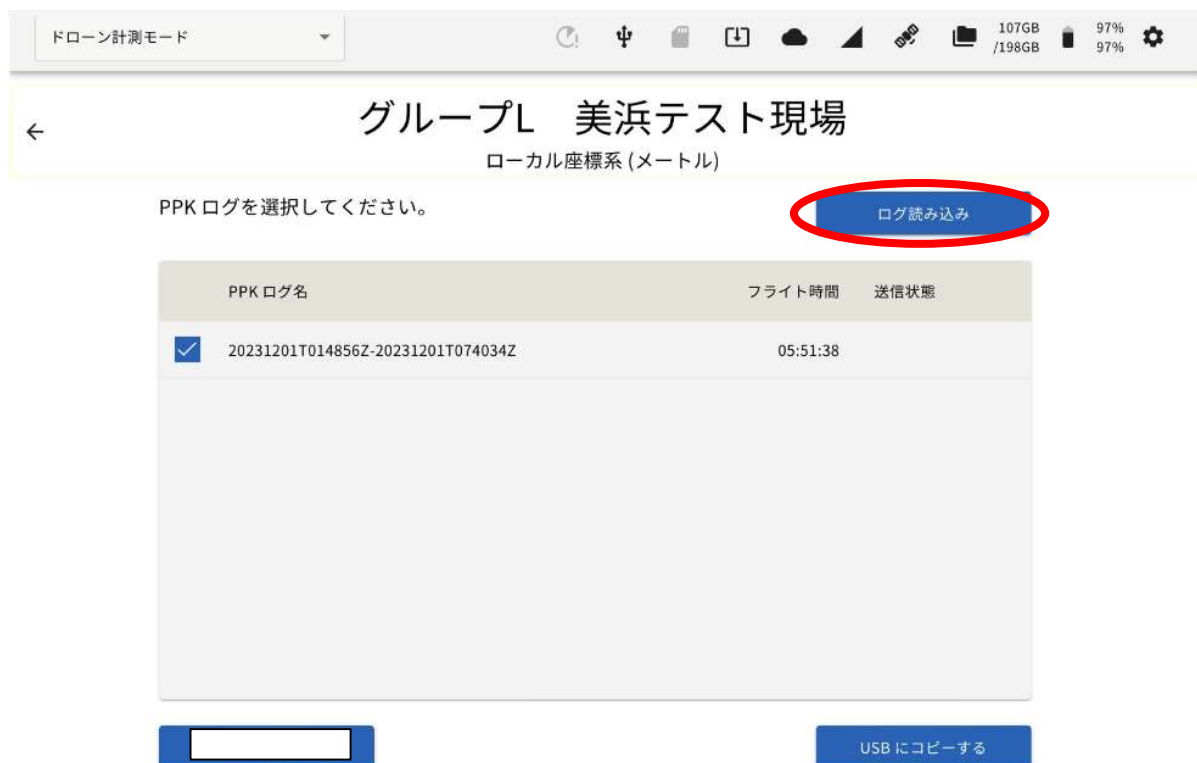 ドローン計測モード
107GB
/198GB
97%
97%
グループL 美浜テスト現場
ローカル座標系 (メートル)
PPK ログを選択してください。
ログ読み込み
PPK ログ名 フライト時間 送信状態
20231201T014856Z-20231201T074034Z 05:51:38
USB にコピーする